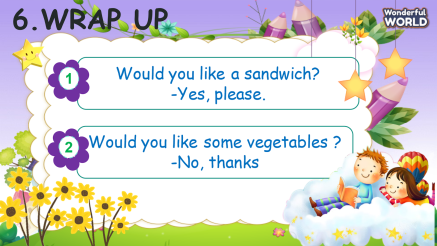 6.WRAP UP
Wonderful
WORLD
1
Would you like a sandwich?
-Yes, please.
2
Would you like some vegetables ?
-No, thanks